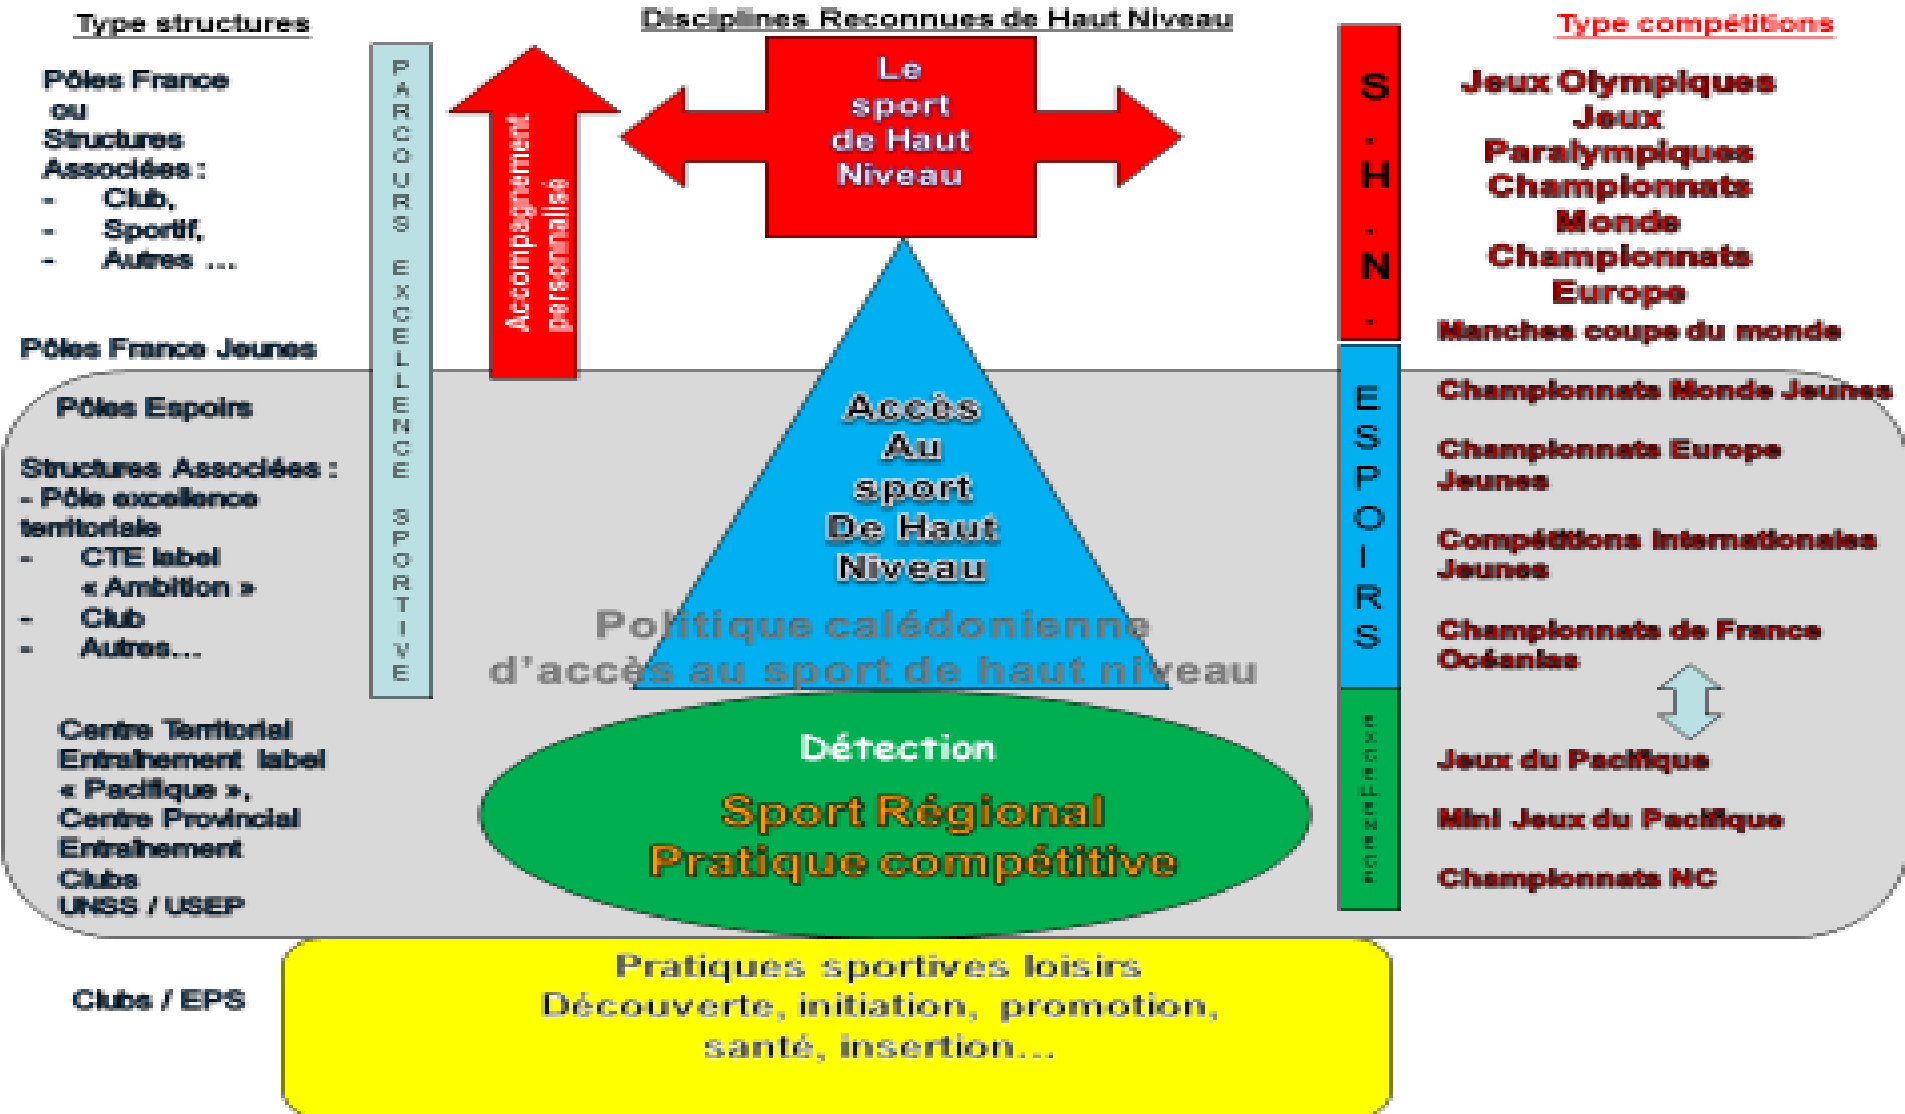 Type structures
Pôles France
ou
Structures
Associées :
- Club,
- Sportif,
- Autres ...
Pôles France Jeunes
Pôles Espoirs
Structures Associées :
- Pôle excellence
territoriale
- CTE label
« Ambition »
- Club
- Autres...
Centre Territorial
Entraînement label
« Pacifique »,
Centre Provincial
Entraînement
Clubs
UNSS / USEP
Clubs / EPS
PARCOURS EXCELLENCE SPORTIVE
Accompagnement
personnalisé
Disciplines Reconnues de Haut Niveau
Le
sport
de Haut
Niveau
Accès
Au
sport
De Haut
Niveau
Politique calédonienne
d'accès au sport de haut niveau
Détection
Sport Régional
Pratique compétitive
Pratiques sportives loisirs
Découverte, initiation, promotion,
santé, insertion...
S.H.N.
ESPOIRS
Type compétitions
Jeux Olympiques
Jeux
Paralympiques
Championnats
Monde
Championnats
Europe
Manches coupe du monde
Championnats Monde Jeunes
Championnats Europe
Jeunes
Compétitions Internationales
Jeunes
Championnats de France
Océanias
Jeux du Pacifique
Mini Jeux du Pacifique
Championnats NC